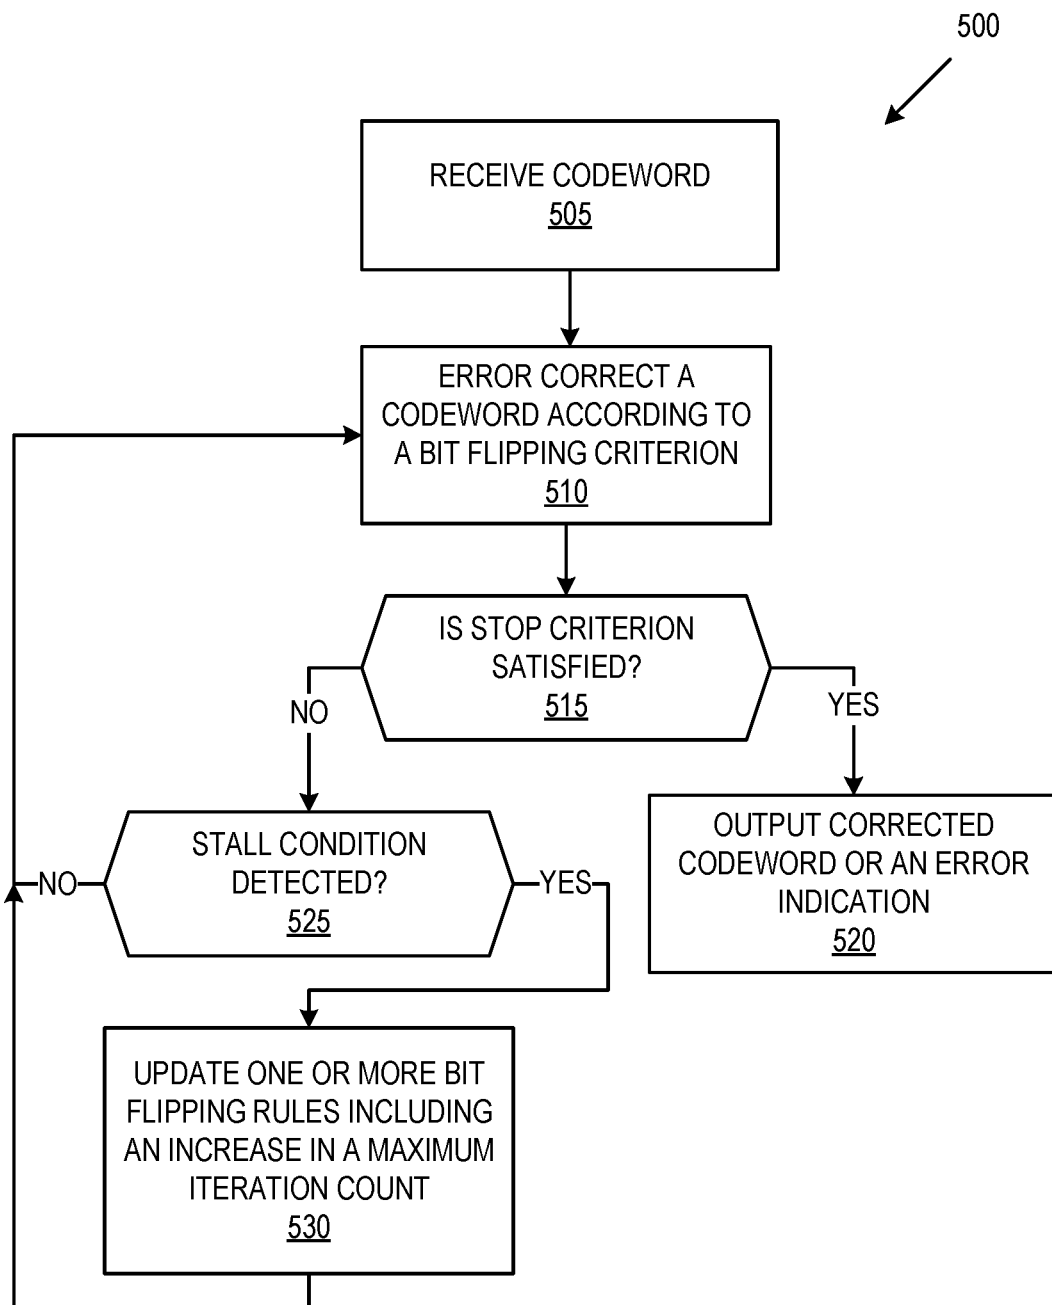 500
RECEIVE CODEWORD
505
ERROR CORRECT A
CODEWORD ACCORDING TO
A BIT FLIPPING CRITERION
510
IS STOP CRITERION
SATISFIED?
515
NO
YES
STALL CONDITION
DETECTED?
525
NO
YES
OUTPUT CORRECTED
CODEWORD OR AN ERROR
INDICATION
520
UPDATE ONE OR MORE BIT
FLIPPING RULES INCLUDING
AN INCREASE IN A MAXIMUM
ITERATION COUNT
530